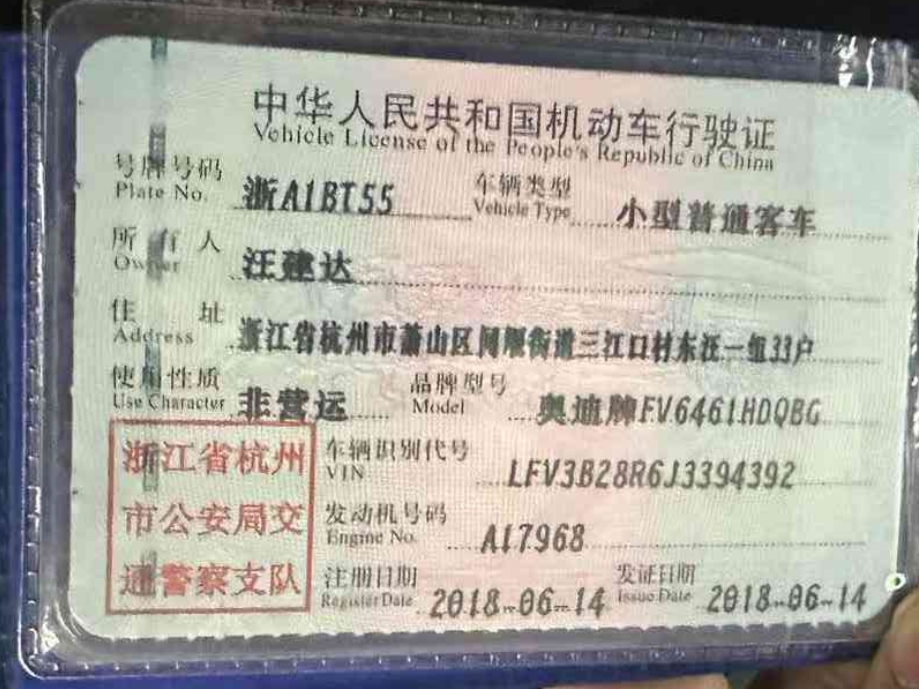 中华人民共和国机动车行驶证
Vehicle License of the People's Republic of China
号牌号码 浙A1BT55 车辆类型 小型普通客车
Plate No. Vehicle Type
所有人 汪建达
Owner
住址 浙江省杭州市萧山区闻堰街道三江口村东汪一组33户
Address
使用性质 非营运 品牌型号 奥迪牌FV6461HDQBG
Use Character Model
浙江省杭州 车辆识别代号 LFV3B28R6J3394392
VIN
市公安局交 发动机号码 A17968
Engine No.
通警察支队 注册日期 2018-06-14 发证日期 2018-06-14
Register Date Issue Date